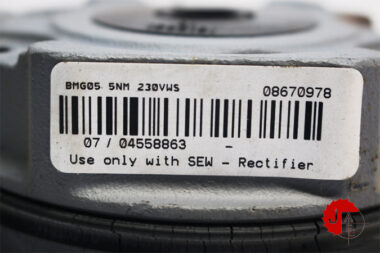 BMG05 5NM 230VWS 08670978
07 / 04558863 -
Use only with SEW - Rectifier